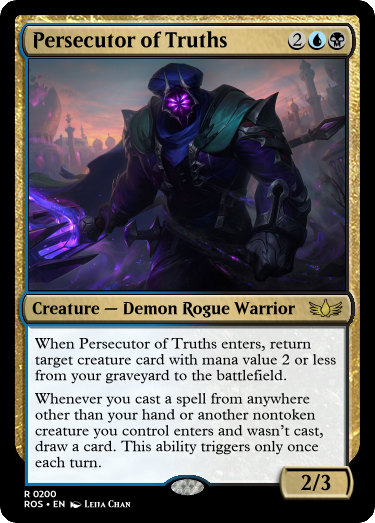 Persecutor of Truths 2
Creature — Demon Rogue Warrior
When Persecutor of Truths enters, return
target creature card with mana value 2 or less
from your graveyard to the battlefield.
Whenever you cast a spell from anywhere
other than your hand or another nontoken
creature you control enters and wasn't cast,
draw a card. This ability triggers only once
each turn.
2/3
R 0200
ROS • EN Leija Chan